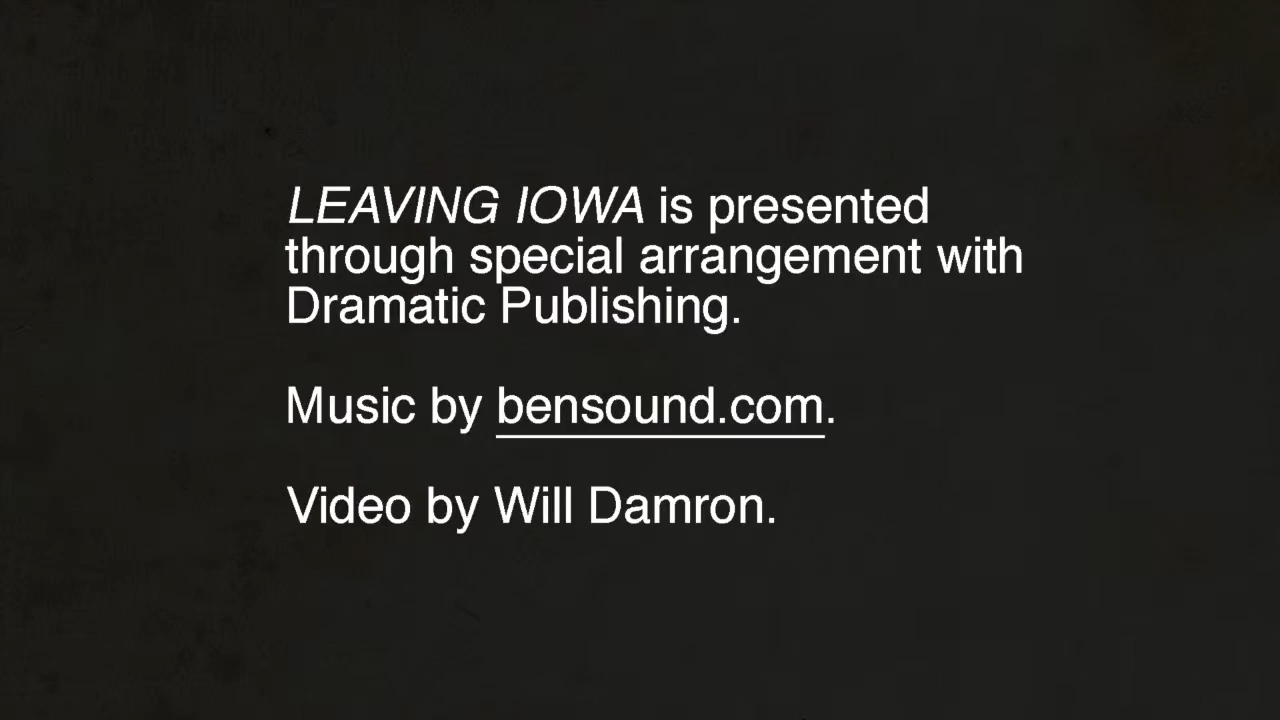 LEAVING IOWA is presented
through special arrangement with
Dramatic Publishing.
Music by bensound.com.
Video by Will Damron.